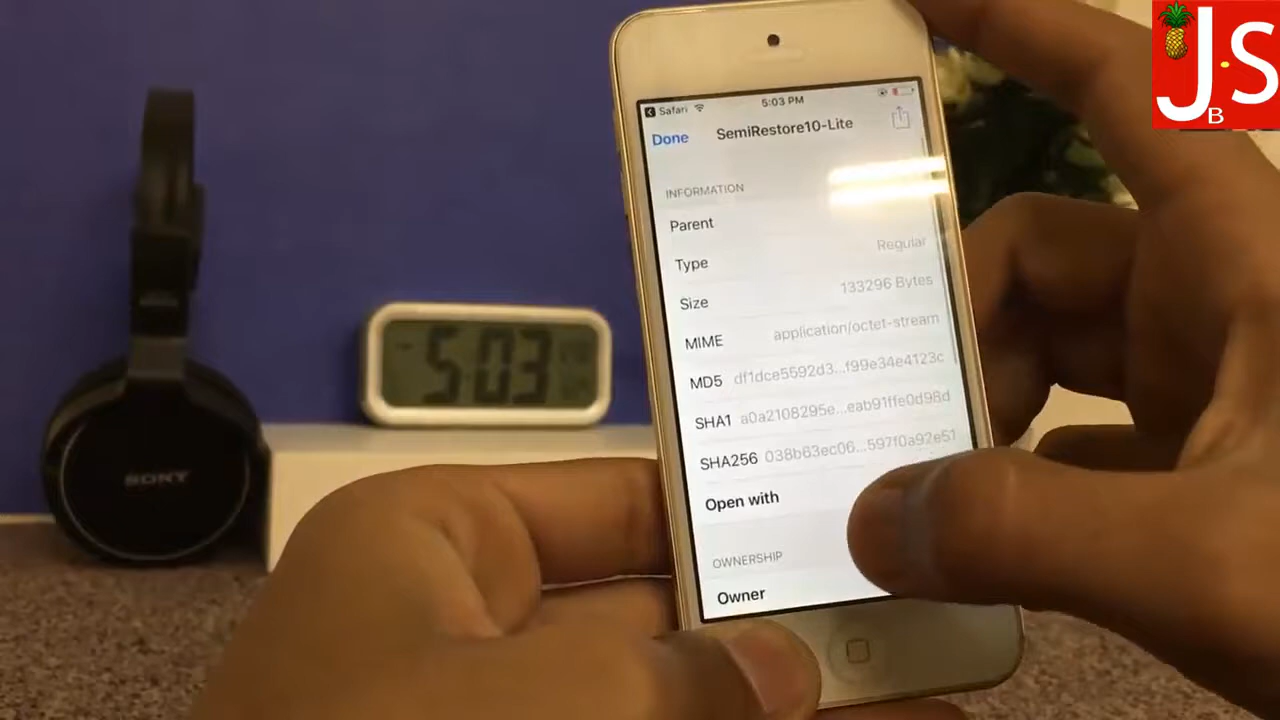 Safari
5:03 PM
Done
SemiRestore10-Lite
INFORMATION
Parent
Type Regular
Size 133296 Bytes
MIME application/octet-stream
MD5 df1dce5592d3...f99e34e4123c
SHA1 a0a2108295e...eab91ffe0d98d
SHA256 038b63ec06...597f0a92e51
Open with
OWNERSHIP
Owner
5:03
SONY
J.S
B